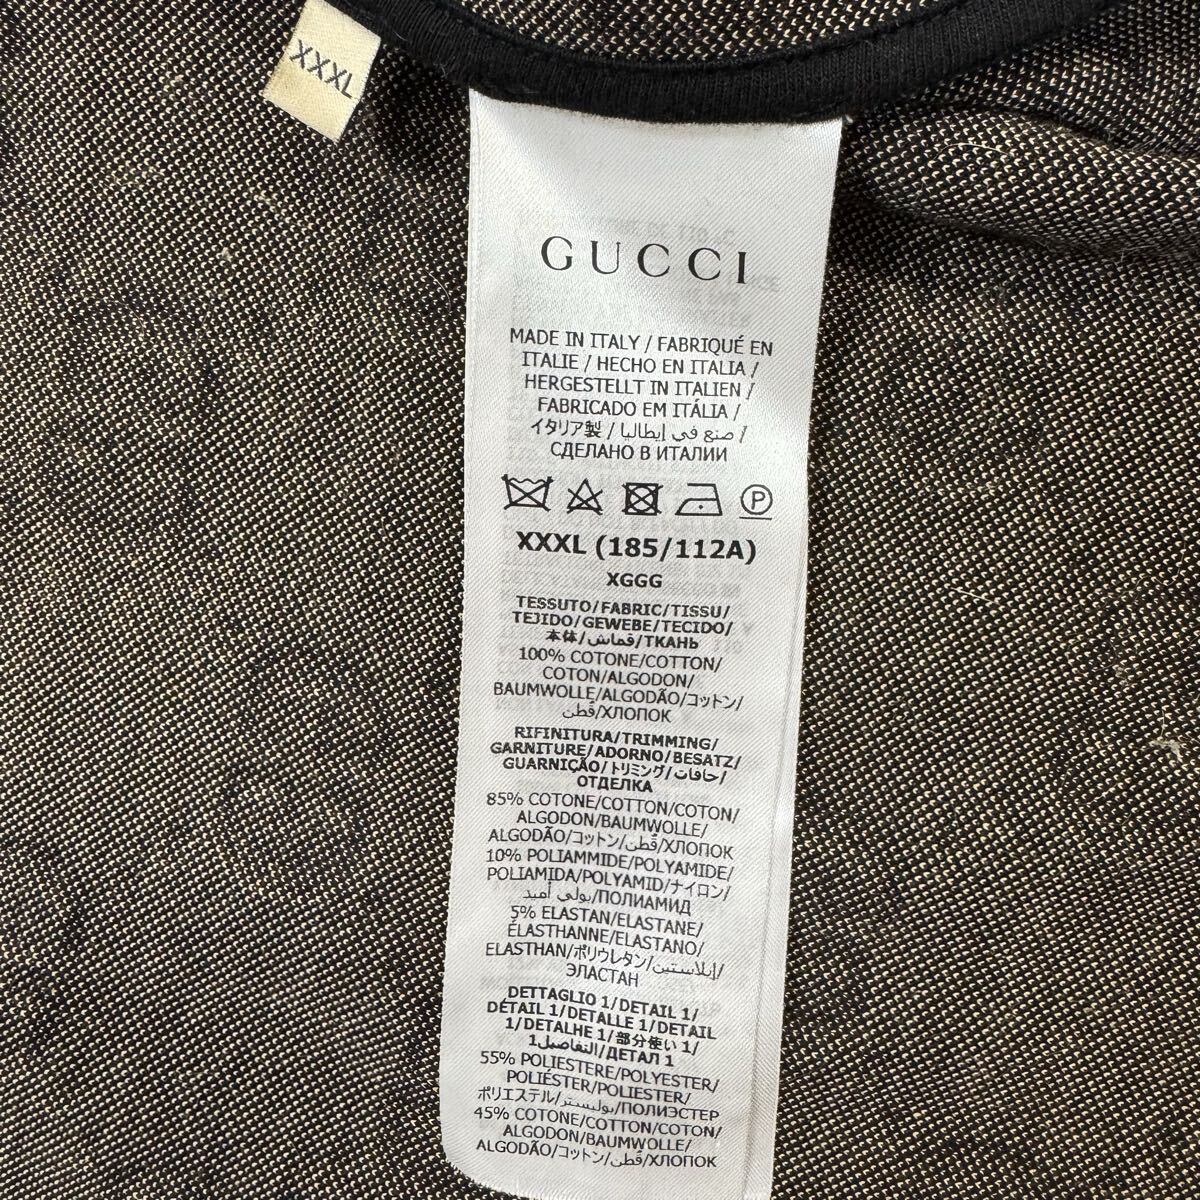 XXXL
GUCCI
MADE IN ITALY / FABRIQUÉ EN
ITALIE / HECHO EN ITALIA /
HERGESTELLT IN ITALIEN /
FABRICADO EM ITÁLIA /
イタリア製 / صنع في إيطاليا /
СДЕЛАНО В ИТАЛИИ
P
XXXL (185/112A)
XGGG
TESSUTO/FABRIC/TISSU/
TEJIDO/GEWEBE/TECIDO/
本体/قماش/ТКАНЬ
100% COTONE/COTTON/
COTON/ALGODON/
BAUMWOLLE/ALGODÃO/コットン/
قطن/ХЛОПОК
RIFINITURA/TRIMMING/
GARNITURE/ADORNO/BESATZ/
GUARNIÇÃO/トリミング/حافات/
ОТДЕЛКА
85% COTONE/COTTON/COTON/
ALGODON/BAUMWOLLE/
ALGODÃO/コットン/قطن/ХЛОПОК
10% POLIAMMIDE/POLYAMIDE/
POLIAMIDA/POLYAMID/ナイロン/
بولي أميد/ПОЛИАМИД
5% ELASTAN/ELASTANE/
ÉLASTHANNE/ELASTANO/
ELASTHAN/ポリウレタン/إيلاستين/
ЭЛАСТАН
DETTAGLIO 1/DETAIL 1/
DÉTAIL 1/DETALLE 1/DETAIL
1/DETALHE 1/部分使い 1/
التفاصيل1/ДЕТАЛ 1
55% POLIESTERE/POLYESTER/
POLIÉSTER/POLIESTER/
ポリエステル/بوليستر/ПОЛИЭСТЕР
45% COTONE/COTTON/COTON/
ALGODON/BAUMWOLLE/
ALGODÃO/コットン/قطن/ХЛОПОК